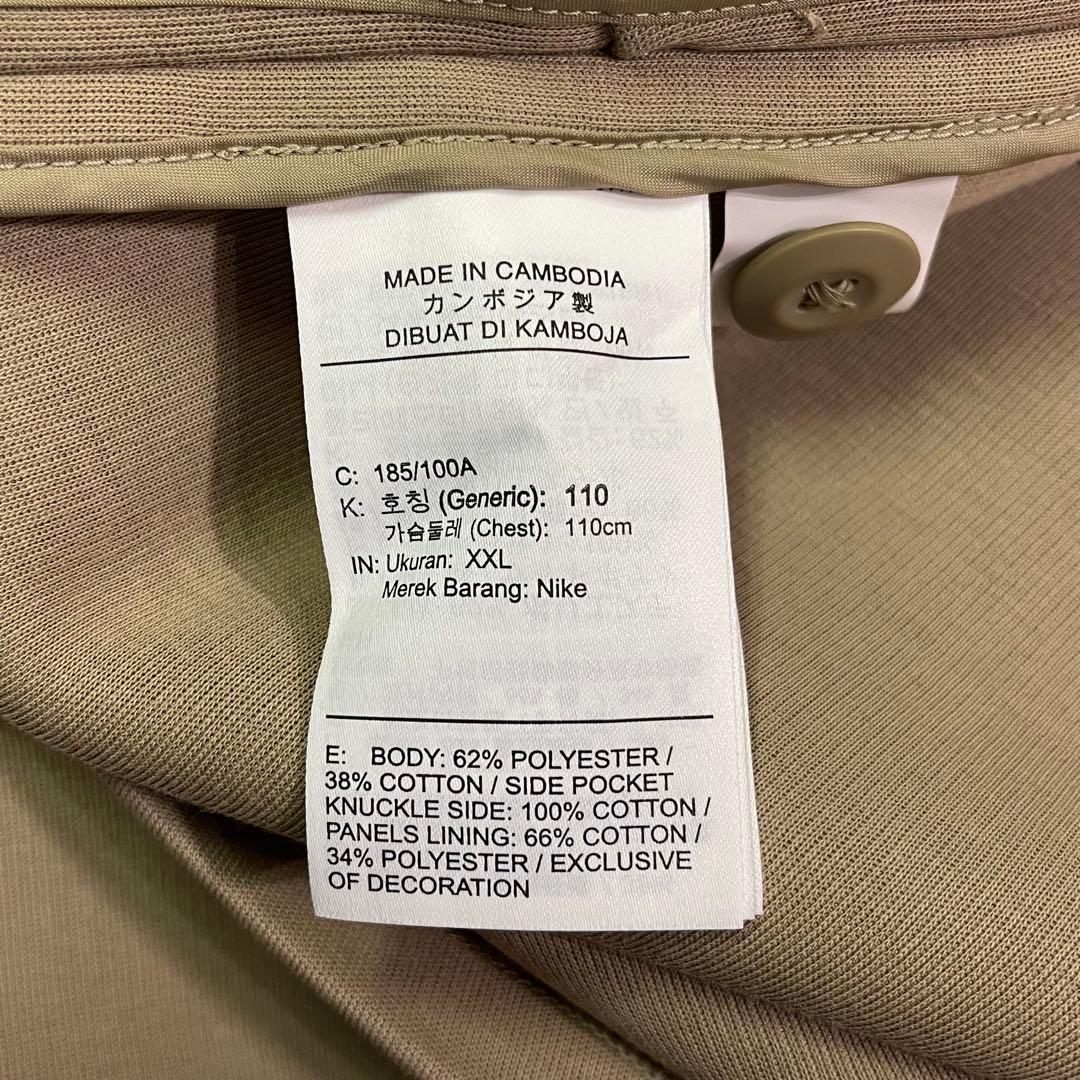 MADE IN CAMBODIA
カンボジア製
DIBUAT DI KAMBOJA
C: 185/100A
K: 호칭 (Generic): 110
가슴둘레 (Chest): 110cm
IN: Ukuran: XXL
Merek Barang: Nike
E: BODY: 62% POLYESTER /
38% COTTON / SIDE POCKET
KNUCKLE SIDE: 100% COTTON /
PANELS LINING: 66% COTTON /
34% POLYESTER / EXCLUSIVE
OF DECORATION